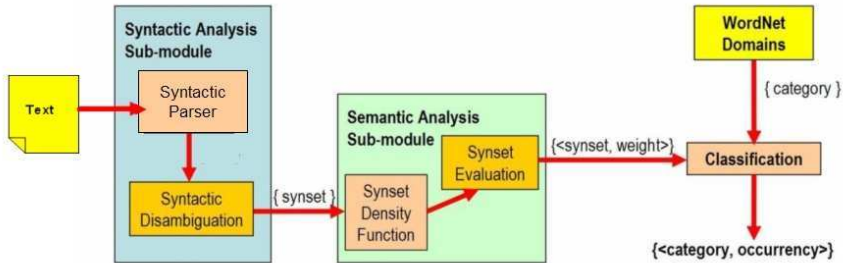 Syntactic Analysis
Sub-module
Text
Syntactic
Parser
Syntactic
Disambiguation
{ synset }
Semantic Analysis
Sub-module
Synset
Density
Function
Synset
Evaluation
{<synset, weight>}
WordNet
Domains
{ category }
Classification
{<category, occurrency>}